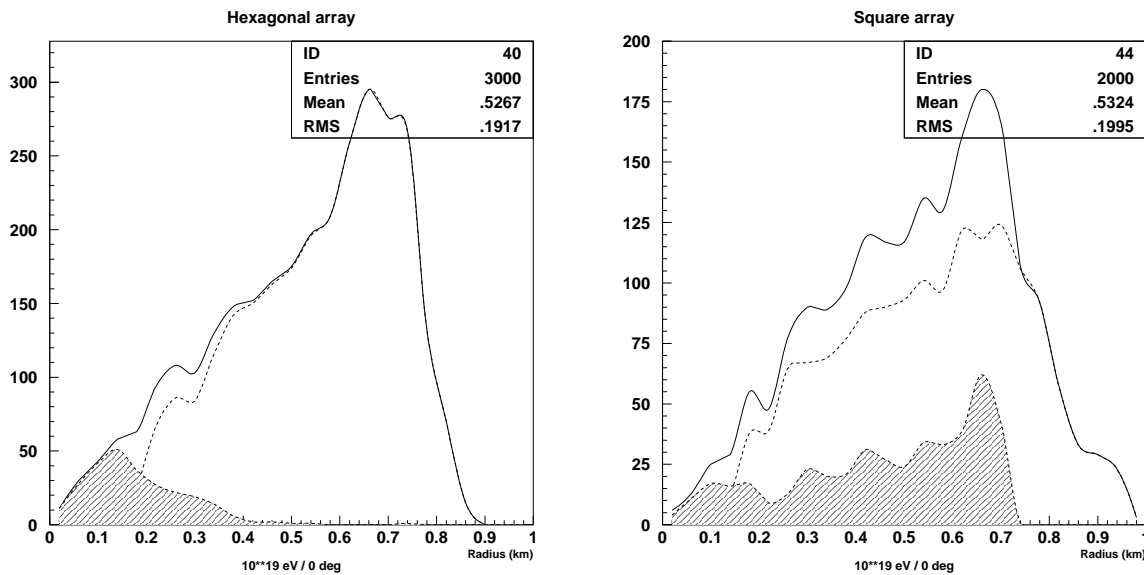 Hexagonal array
ID 40
Entries 3000
Mean .5267
RMS .1917
300
250
200
150
100
50
0
0 0.1 0.2 0.3 0.4 0.5 0.6 0.7 0.8 0.9 1
Radius (km)
10**19 eV / 0 deg
Square array
ID 44
Entries 2000
Mean .5324
RMS .1995
200
175
150
125
100
75
50
25
0
0 0.1 0.2 0.3 0.4 0.5 0.6 0.7 0.8 0.9 1
Radius (km)
10**19 eV / 0 deg